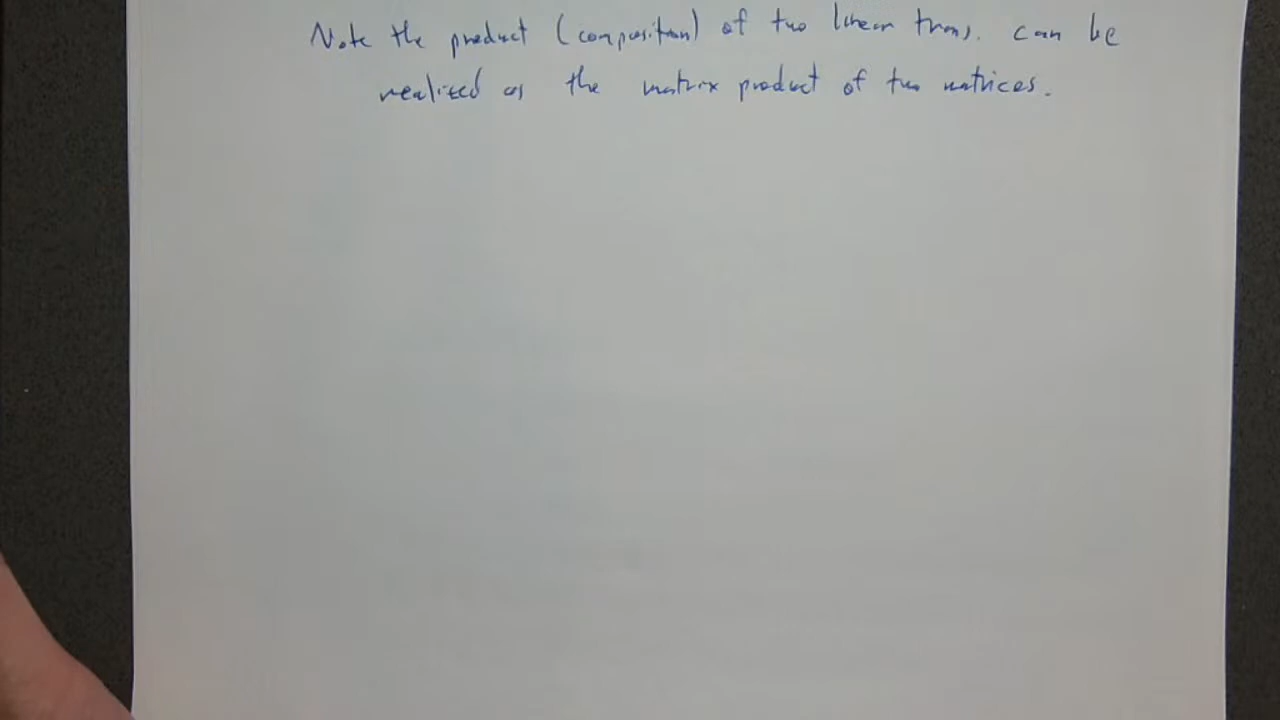 Note the product (composition) of two linear trans. can be
realized as the matrix product of two matrices.